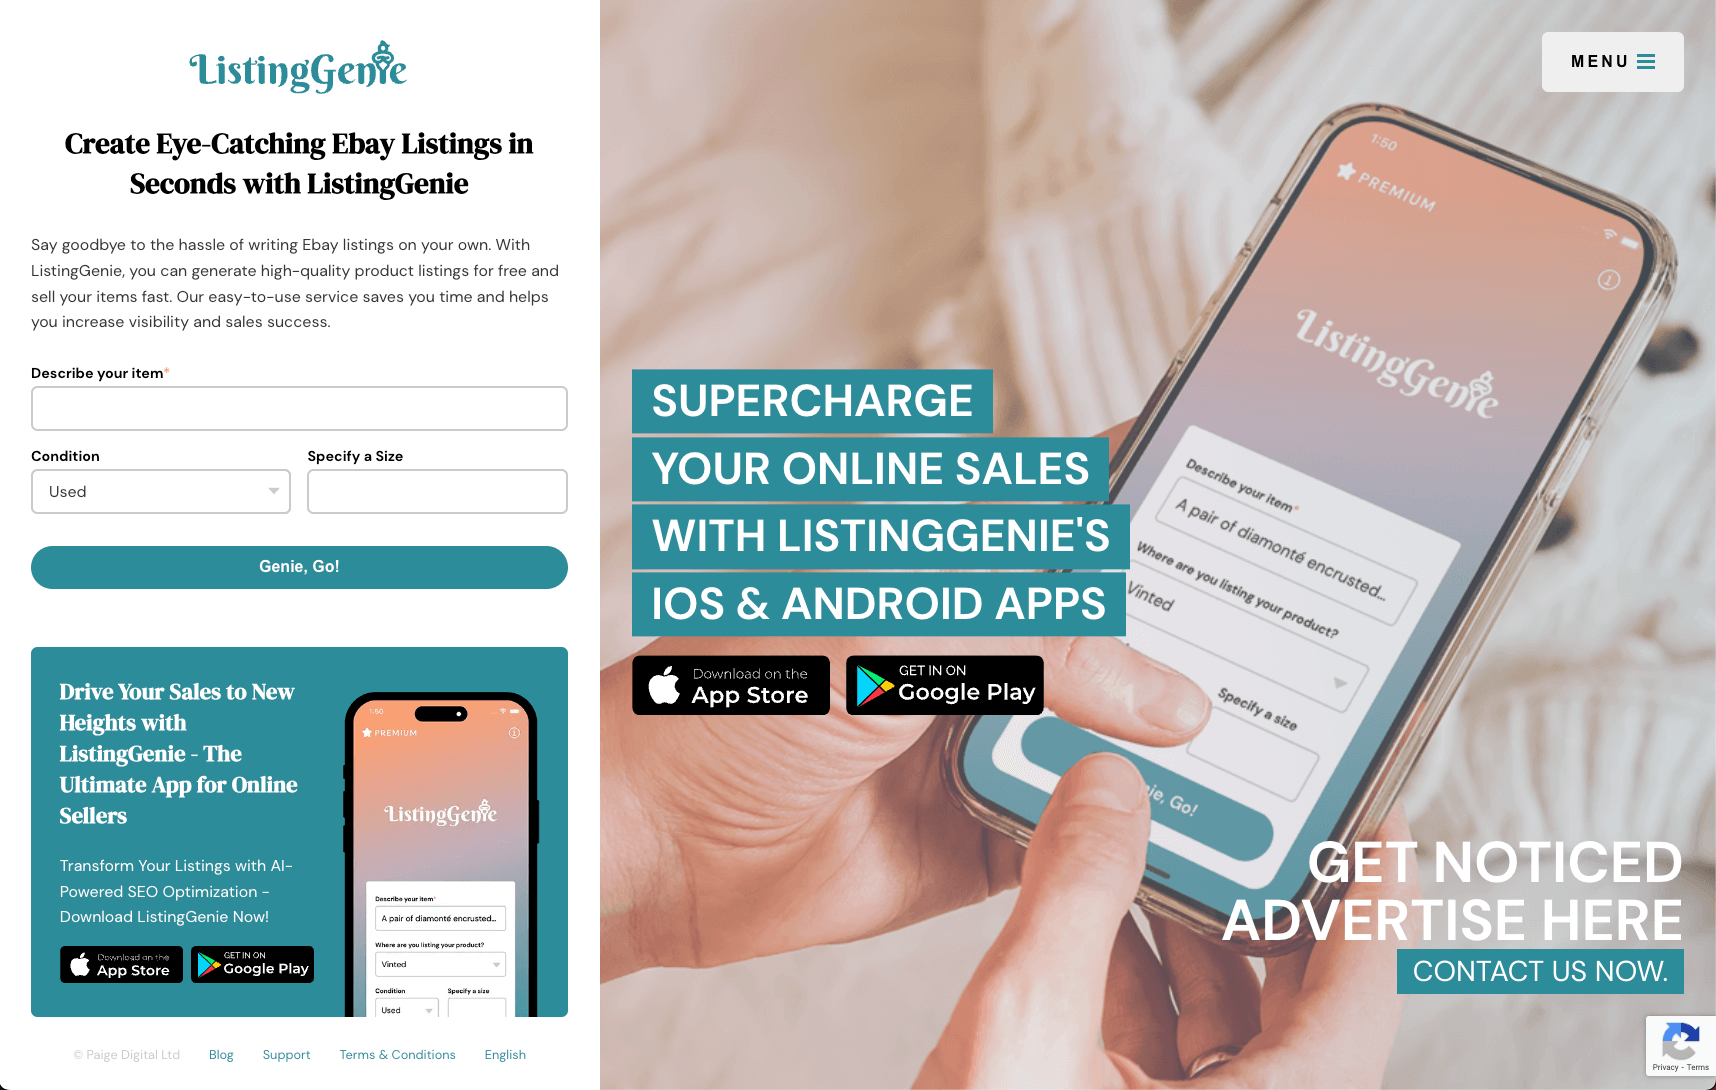 ListingGenie
Create Eye-Catching Ebay Listings in
Seconds with ListingGenie
Say goodbye to the hassle of writing Ebay listings on your own. With
ListingGenie, you can generate high-quality product listings for free and
sell your items fast. Our easy-to-use service saves you time and helps
you increase visibility and sales success.
Describe your item*
Condition
Specify a Size
Used
Genie, Go!
Drive Your Sales to New
Heights with
ListingGenie - The
Ultimate App for Online
Sellers
Transform Your Listings with AI-
Powered SEO Optimization -
Download ListingGenie Now!
Download on the
App Store
GET IN ON
Google Play
1:50
PREMIUM
ListingGenie
Describe your item*
A pair of diamonté encrusted...
Where are you listing your product?
Vinted
Condition
Specify a size
Used
© Paige Digital Ltd
Blog
Support
Terms & Conditions
English
MENU
1:50
PREMIUM
ListingGenie
Describe your item*
A pair of diamonté encrusted...
Where are you listing your product?
Vinted
Specify a size
Go!
SUPERCHARGE
YOUR ONLINE SALES
WITH LISTINGGENIE'S
IOS & ANDROID APPS
Download on the
App Store
GET IN ON
Google Play
GET NOTICED
ADVERTISE HERE
CONTACT US NOW.
Privacy - Terms